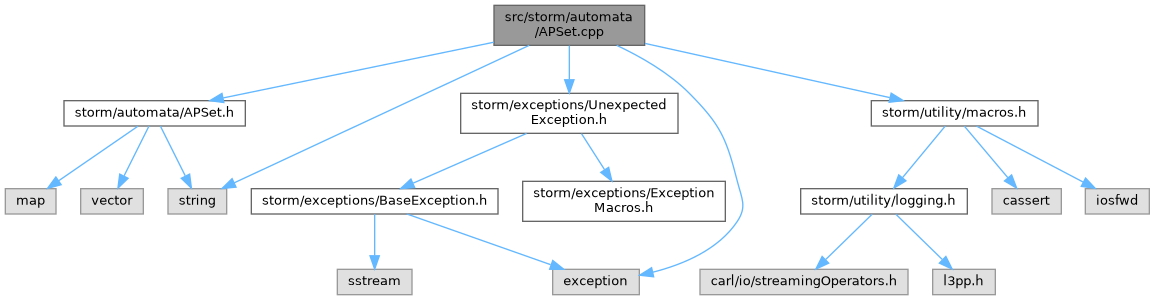 src/storm/automata
/APSet.cpp
storm/automata/APSet.h
storm/exceptions/Unexpected
Exception.h
storm/utility/macros.h
map
vector
string
storm/exceptions/BaseException.h
storm/exceptions/Exception
Macros.h
storm/utility/logging.h
cassert
iosfwd
sstream
exception
carl/io/streamingOperators.h
l3pp.h